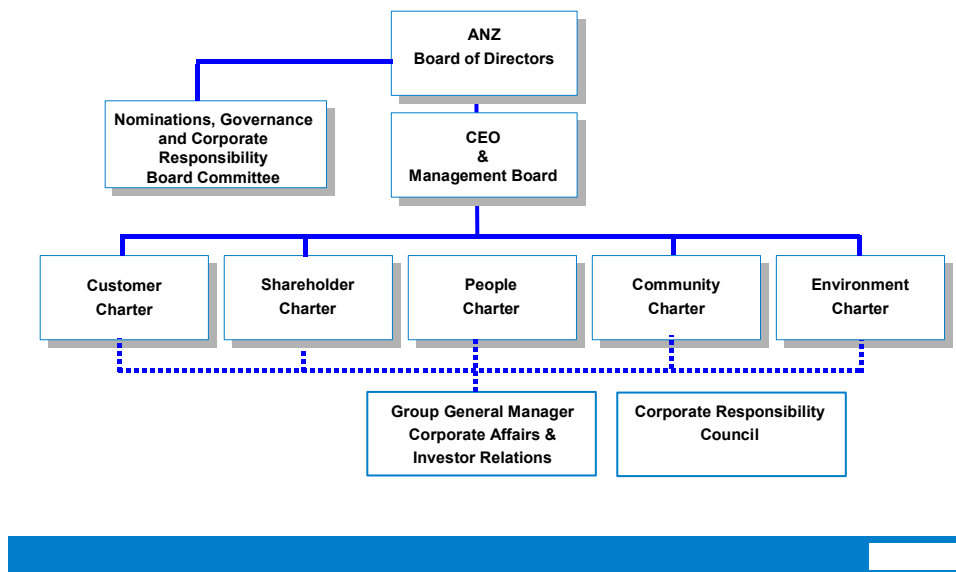 ANZ
Board of Directors
Nominations, Governance
and Corporate
Responsibility
Board Committee
CEO
&
Management Board
Customer
Charter
Shareholder
Charter
People
Charter
Community
Charter
Environment
Charter
Group General Manager
Corporate Affairs &
Investor Relations
Corporate Responsibility
Council